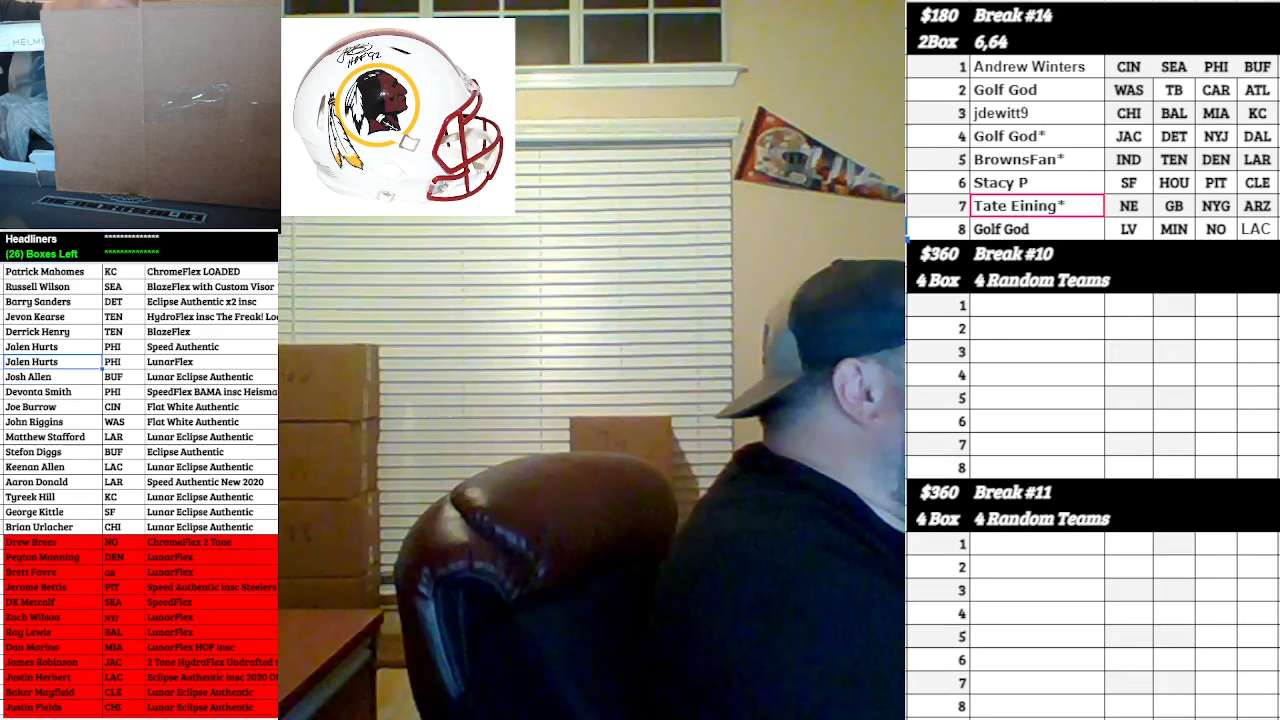 HELME
HOF 92
Headliners **************
(26) Boxes Left **************
Patrick Mahomes KC ChromeFlex LOADED
Russell Wilson SEA BlazeFlex with Custom Visor
Barry Sanders DET Eclipse Authentic x2 insc
Jevon Kearse TEN HydroFlex insc The Freak! Loa
Derrick Henry TEN BlazeFlex
Jalen Hurts PHI Speed Authentic
Jalen Hurts PHI LunarFlex
Josh Allen BUF Lunar Eclipse Authentic
Devonta Smith PHI SpeedFlex BAMA insc Heisma
Joe Burrow CIN Flat White Authentic
John Riggins WAS Flat White Authentic
Matthew Stafford LAR Lunar Eclipse Authentic
Stefon Diggs BUF Eclipse Authentic
Keenan Allen LAC Lunar Eclipse Authentic
Aaron Donald LAR Speed Authentic New 2020
Tyreek Hill KC Lunar Eclipse Authentic
George Kittle SF Lunar Eclipse Authentic
Brian Urlacher CHI Lunar Eclipse Authentic
Drew Brees NO ChromeFlex 2 Tone
Peyton Manning DEN LunarFlex
Brett Favre GB LunarFlex
Jerome Bettis PIT Speed Authentic insc Steelers
DK Metcalf SEA SpeedFlex
Zach Wilson NYJ LunarFlex
Ray Lewis BAL LunarFlex
Dan Marino MIA LunarFlex HOF insc
James Robinson JAC 2 Tone HydroFlex Undrafted t
Justin Herbert LAC Eclipse Authentic insc 2020 O
Baker Mayfield CLE Lunar Eclipse Authentic
Justin Fields CHI Lunar Eclipse Authentic
$180 Break #14
2Box 6,64
1 Andrew Winters CIN SEA PHI BUF
2 Golf God WAS TB CAR ATL
3 jdewitt9 CHI BAL MIA KC
4 Golf God* JAC DET NYJ DAL
5 BrownsFan* IND TEN DEN LAR
6 Stacy P SF HOU PIT CLE
7 Tate Eining* NE GB NYG ARZ
8 Golf God LV MIN NO LAC
$360 Break #10
4 Box 4 Random Teams
1
2
3
4
5
6
7
8
$360 Break #11
4 Box 4 Random Teams
1
2
3
4
5
6
7
8